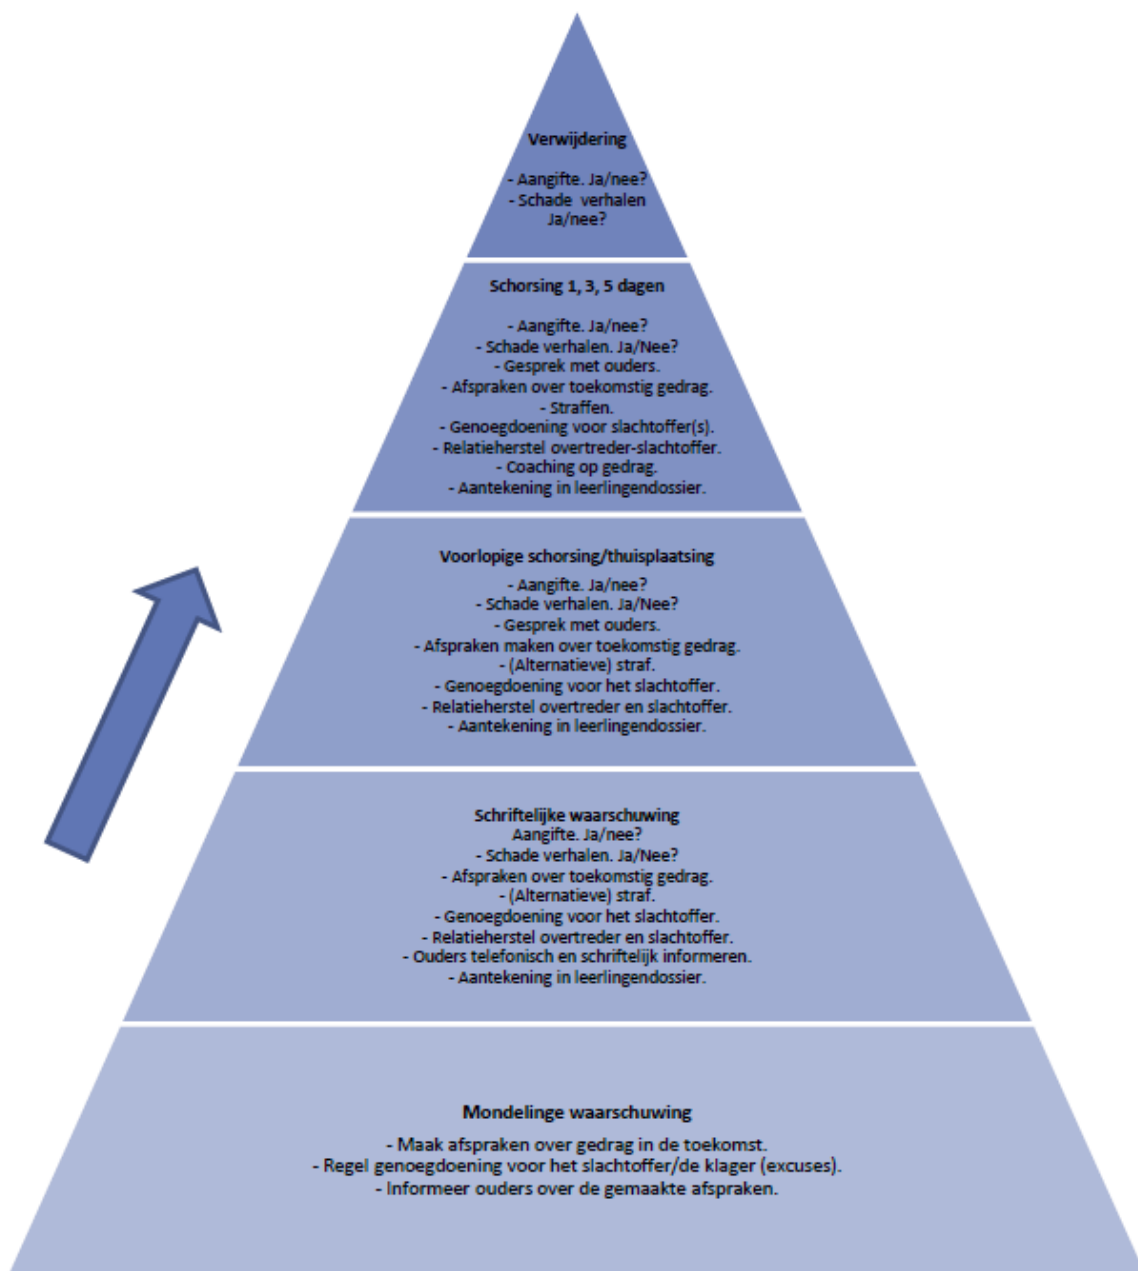 Verwijdering
- Aangifte. Ja/nee?
- Schade verhalen
Ja/nee?
Schorsing 1, 3, 5 dagen
- Aangifte. Ja/nee?
- Schade verhalen. Ja/Nee?
- Gesprek met ouders.
- Afspraken over toekomstig gedrag.
- Straffen.
- Genoegdoening voor slachtoffer(s).
- Relatieherstel overtreder-slachtoffer.
- Coaching op gedrag.
- Aantekening in leerlingendossier.
Voorlopige schorsing/thuisplaatsing
- Aangifte. Ja/nee?
- Schade verhalen. Ja/Nee?
- Gesprek met ouders.
- Afspraken maken over toekomstig gedrag.
- (Alternatieve) straf.
- Genoegdoening voor het slachtoffer.
- Relatieherstel overtreder en slachtoffer.
- Aantekening in leerlingendossier.
Schriftelijke waarschuwing
Aangifte. Ja/nee?
- Schade verhalen. Ja/Nee?
- Afspraken over toekomstig gedrag.
- (Alternatieve) straf.
- Genoegdoening voor het slachtoffer.
- Relatieherstel overtreder en slachtoffer.
- Ouders telefonisch en schriftelijk informeren.
- Aantekening in leerlingendossier.
Mondelinge waarschuwing
- Maak afspraken over gedrag in de toekomst.
- Regel genoegdoening voor het slachtoffer/de klager (excuses).
- Informeer ouders over de gemaakte afspraken.